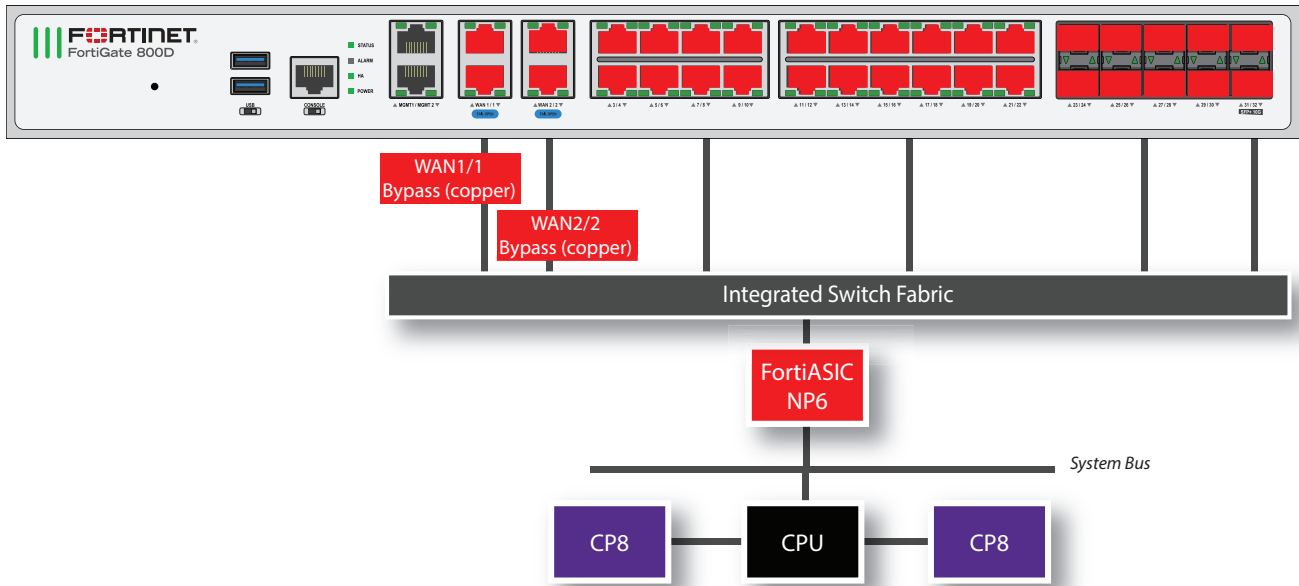 FORTINET
FortiGate 800D
STATUS
ALARM
HA
POWER
USB
CONSOLE
MGMT1 / MGMT 2
WAN 1 / 1
WAN 2 / 2
3 / 4
5 / 6
7 / 8
9 / 10
11 / 12
13 / 14
15 / 16
17 / 18
19 / 20
21 / 22
23 / 24
25 / 26
27 / 28
29 / 30
31 / 32
WAN1/1
Bypass (copper)
WAN2/2
Bypass (copper)
Integrated Switch Fabric
FortiASIC
NP6
System Bus
CP8
CPU
CP8